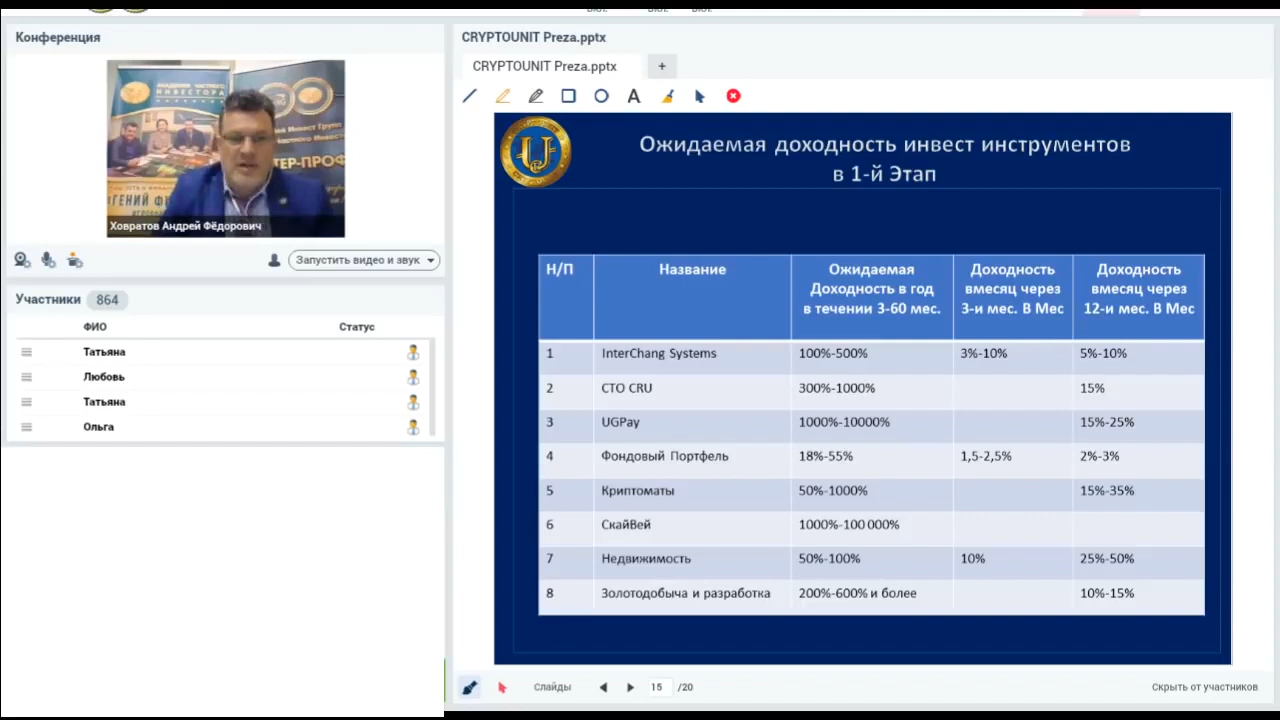 Конференция
АКАДЕМИЯ ЧАСТНОГО
ИНВЕСТОРА
Ховратов Андрей Фёдорович
Запустить видео и звук
Участники 864
ФИО Статус
Татьяна
Любовь
Татьяна
Ольга
CRYPTOUNIT Preza.pptx
CRYPTOUNIT Preza.pptx +
Ожидаемая доходность инвест инструментов
в 1-й Этап
Н/П Название Ожидаемая Доходность в год в течении 3-60 мес. Доходность вмесяц через 3-и мес. В Мес Доходность вмесяц через 12-и мес. В Мес
1 InterChang Systems 100%-500% 3%-10% 5%-10%
2 СТО CRU 300%-1000% 15%
3 UGPay 1000%-10000% 15%-25%
4 Фондовый Портфель 18%-55% 1,5-2,5% 2%-3%
5 Криптоматы 50%-1000% 15%-35%
6 СкайВей 1000%-100 000%
7 Недвижимость 50%-100% 10% 25%-50%
8 Золотодобыча и разработка 200%-600% и более 10%-15%
Слайды 15 /20 Скрыть от участников